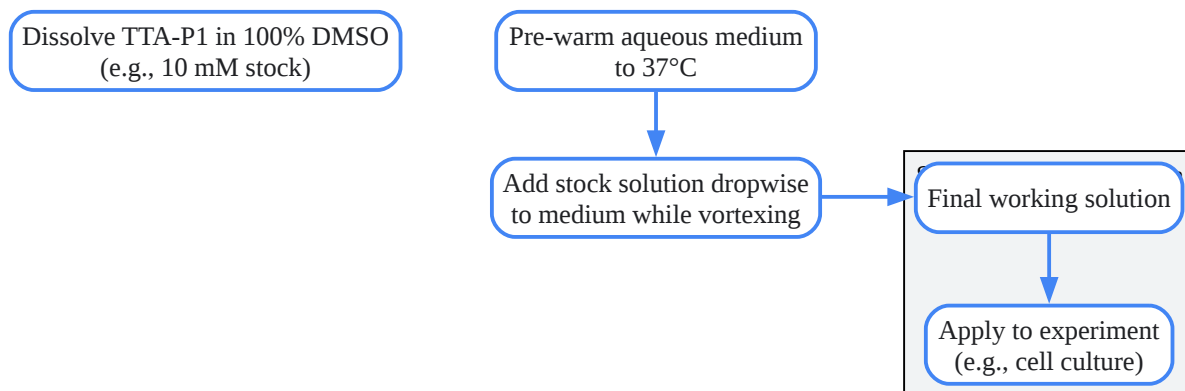 Dissolve TTA-P1 in 100% DMSO
(e.g., 10 mM stock)
Pre-warm aqueous medium
to 37°C
Add stock solution dropwise
to medium while vortexing
Final working solution
Apply to experiment
(e.g., cell culture)